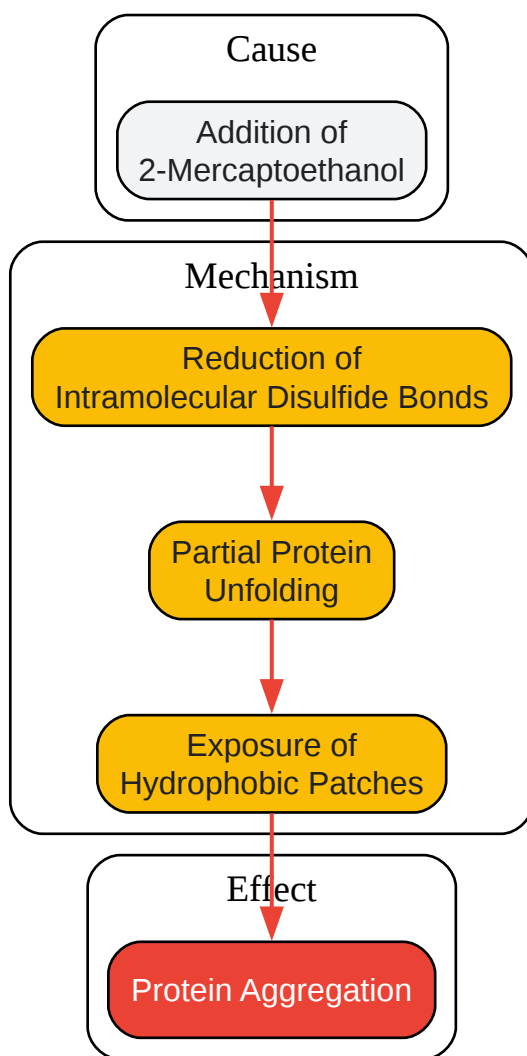 Cause
Addition of
2-Mercaptoethanol
Mechanism
Reduction of
Intramolecular Disulfide Bonds
Partial Protein
Unfolding
Exposure of
Hydrophobic Patches
Effect
Protein Aggregation